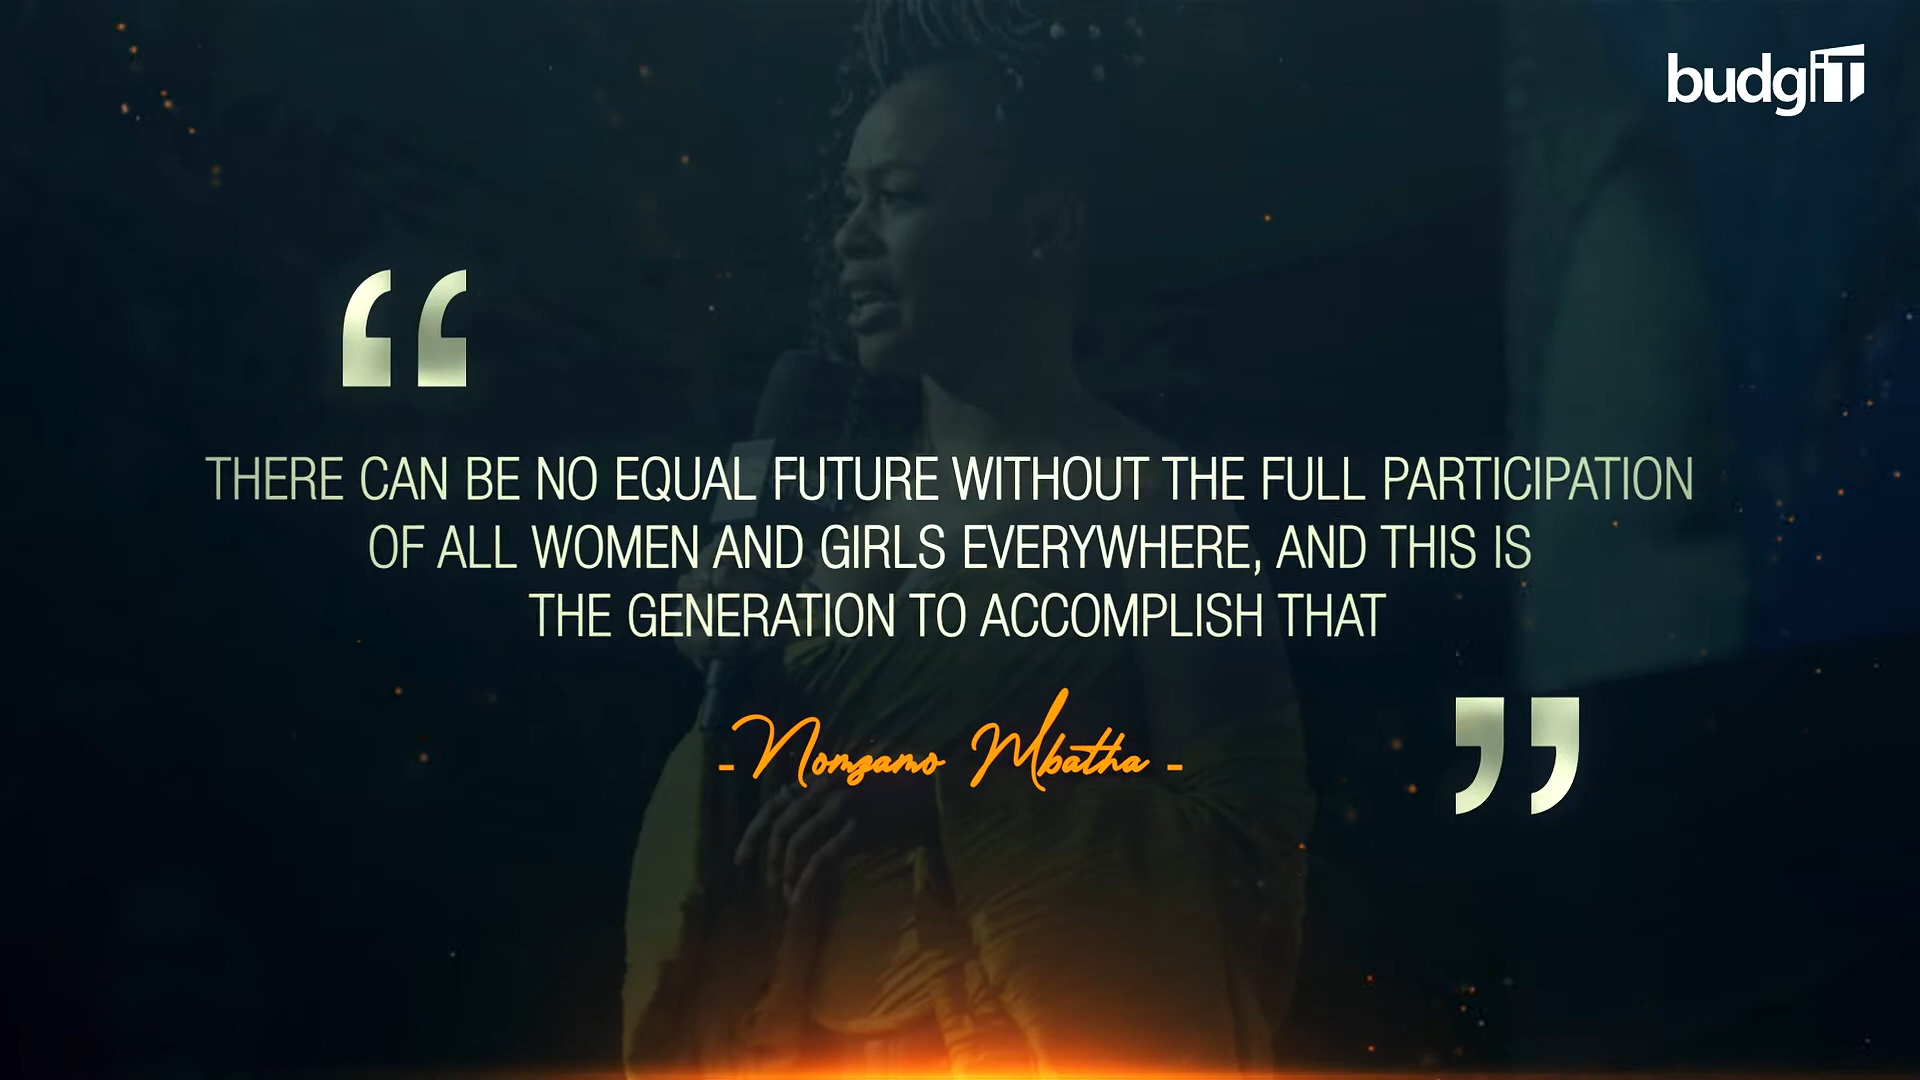 budgIT
“
THERE CAN BE NO EQUAL FUTURE WITHOUT THE FULL PARTICIPATION
OF ALL WOMEN AND GIRLS EVERYWHERE, AND THIS IS
THE GENERATION TO ACCOMPLISH THAT
”
- Nomzamo Mbatha -